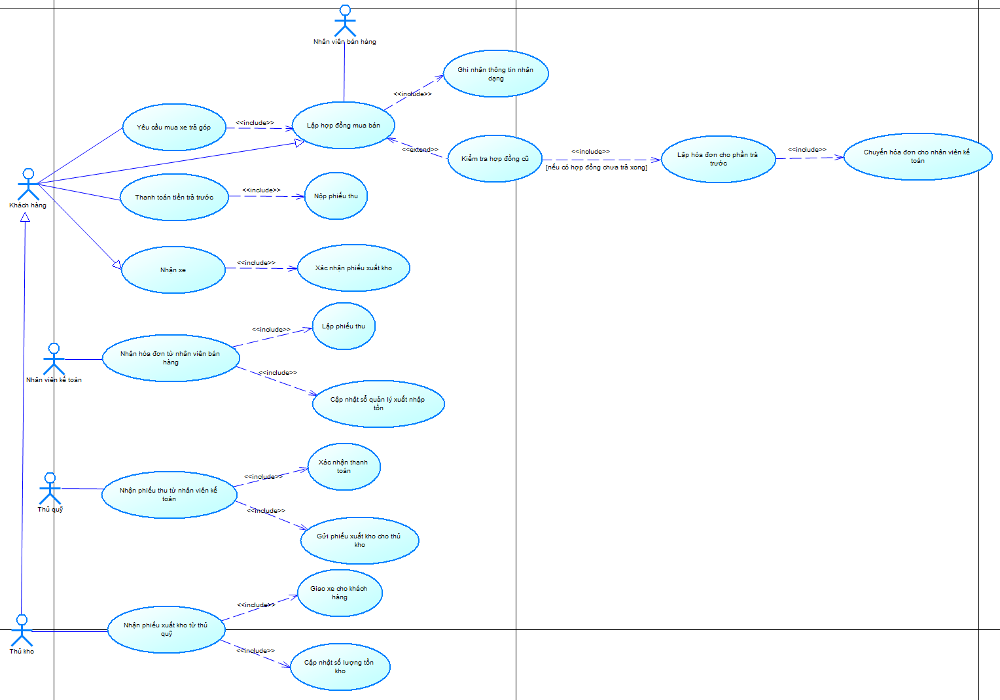 Nhân viên bán hàng
Ghi nhận thông tin nhận
dạng
<<include>>
Yêu cầu mua xe trả góp
<<include>>
Lập hợp đồng mua bán
<<extend>>
Kiểm tra hợp đồng cũ
<<include>>
[nếu có hợp đồng chưa trả xong]
Lập hóa đơn cho phần trả
trước
<<include>>
Chuyển hóa đơn cho nhân viên kế
toán
Khách hàng
Thanh toán tiền trả trước
<<include>>
Nộp phiếu thu
Nhận xe
<<include>>
Xác nhận phiếu xuất kho
Nhân viên kế toán
Nhận hóa đơn từ nhân viên bán
hàng
<<include>>
Lập phiếu thu
<<include>>
Cập nhật sổ quản lý xuất nhập
tồn
Thủ quỹ
Nhận phiếu thu từ nhân viên kế
toán
<<include>>
Xác nhận thanh
toán
<<include>>
Gửi phiếu xuất kho cho thủ
kho
Thủ kho
Nhận phiếu xuất kho từ thủ
quỹ
<<include>>
Giao xe cho khách
hàng
<<include>>
Cập nhật số lượng tồn
kho